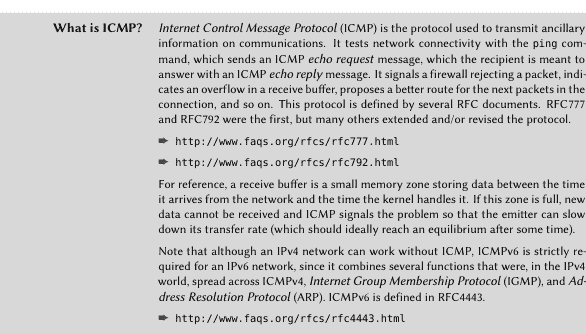 What is ICMP? Internet Control Message Protocol (ICMP) is the protocol used to transmit ancillary
information on communications. It tests network connectivity with the ping com-
mand, which sends an ICMP echo request message, which the recipient is meant to
answer with an ICMP echo reply message. It signals a firewall rejecting a packet, indi-
cates an overflow in a receive buffer, proposes a better route for the next packets in the
connection, and so on. This protocol is defined by several RFC documents. RFC777
and RFC792 were the first, but many others extended and/or revised the protocol.
➨ http://www.faqs.org/rfcs/rfc777.html
➨ http://www.faqs.org/rfcs/rfc792.html
For reference, a receive buffer is a small memory zone storing data between the time
it arrives from the network and the time the kernel handles it. If this zone is full, new
data cannot be received and ICMP signals the problem so that the emitter can slow
down its transfer rate (which should ideally reach an equilibrium after some time).
Note that although an IPv4 network can work without ICMP, ICMPv6 is strictly re-
quired for an IPv6 network, since it combines several functions that were, in the IPv4
world, spread across ICMPv4, Internet Group Membership Protocol (IGMP), and Ad-
dress Resolution Protocol (ARP). ICMPv6 is defined in RFC4443.
➨ http://www.faqs.org/rfcs/rfc4443.html